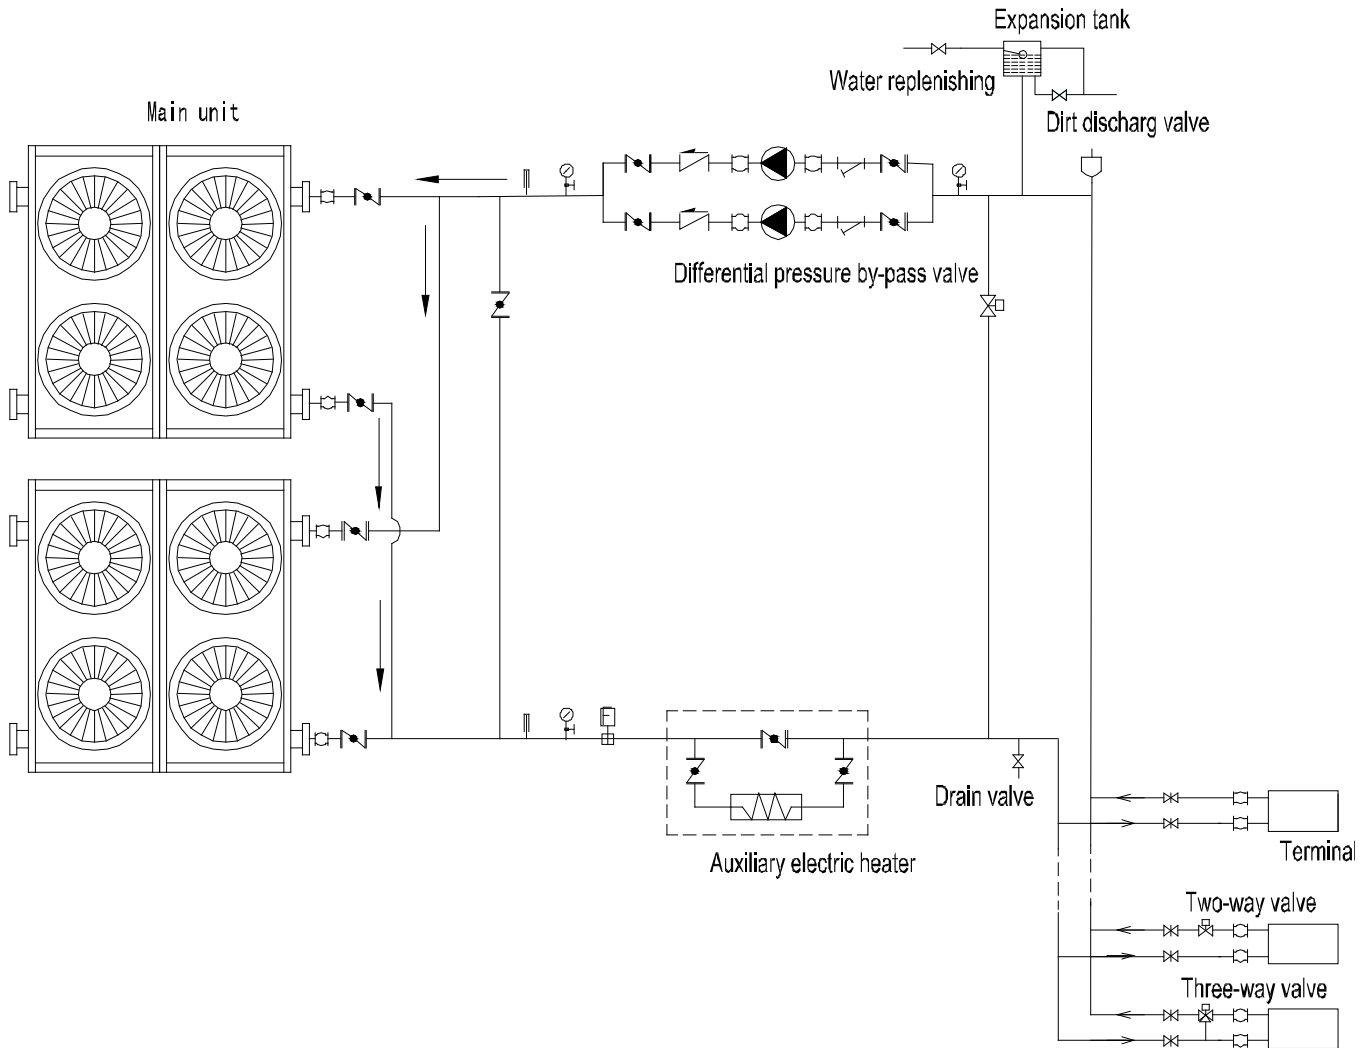 Expansion tank
Water replenishing
Dirt discharg valve
Main unit
Differential pressure by-pass valve
F
Drain valve
Auxiliary electric heater
Terminal
Two-way valve
Three-way valve